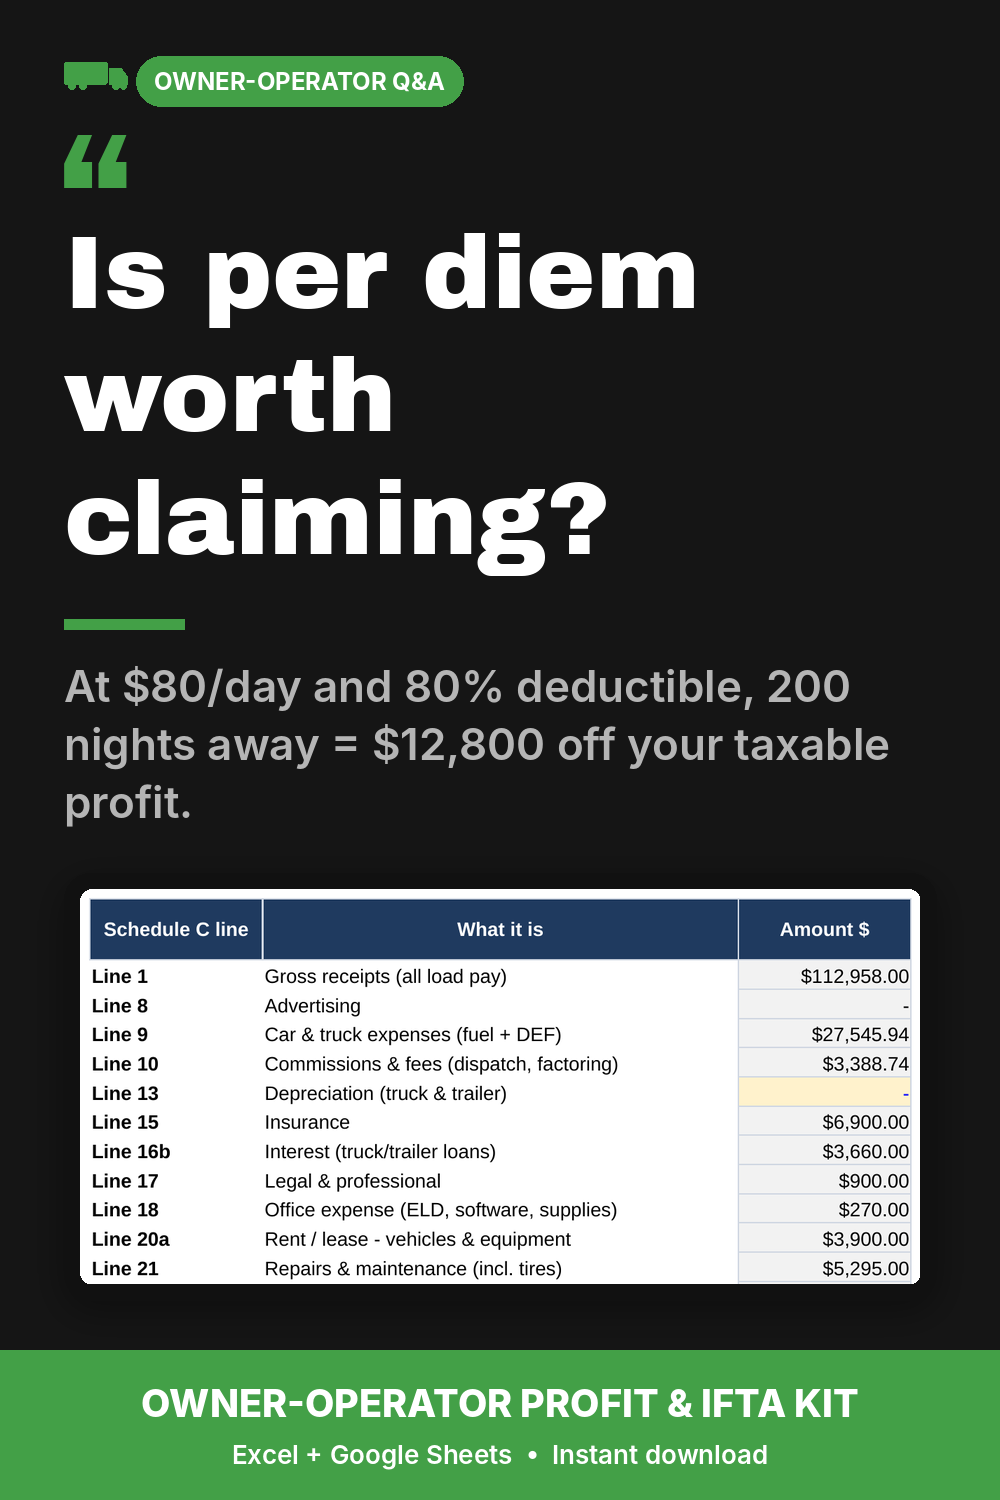 OWNER-OPERATOR Q&A
“
Is per diem
worth
claiming?
At $80/day and 80% deductible, 200
nights away = $12,800 off your taxable
profit.
Schedule C line What it is Amount $
Line 1 Gross receipts (all load pay) $112,958.00
Line 8 Advertising -
Line 9 Car & truck expenses (fuel + DEF) $27,545.94
Line 10 Commissions & fees (dispatch, factoring) $3,388.74
Line 13 Depreciation (truck & trailer) -
Line 15 Insurance $6,900.00
Line 16b Interest (truck/trailer loans) $3,660.00
Line 17 Legal & professional $900.00
Line 18 Office expense (ELD, software, supplies) $270.00
Line 20a Rent / lease - vehicles & equipment $3,900.00
Line 21 Repairs & maintenance (incl. tires) $5,295.00
OWNER-OPERATOR PROFIT & IFTA KIT
Excel + Google Sheets • Instant download